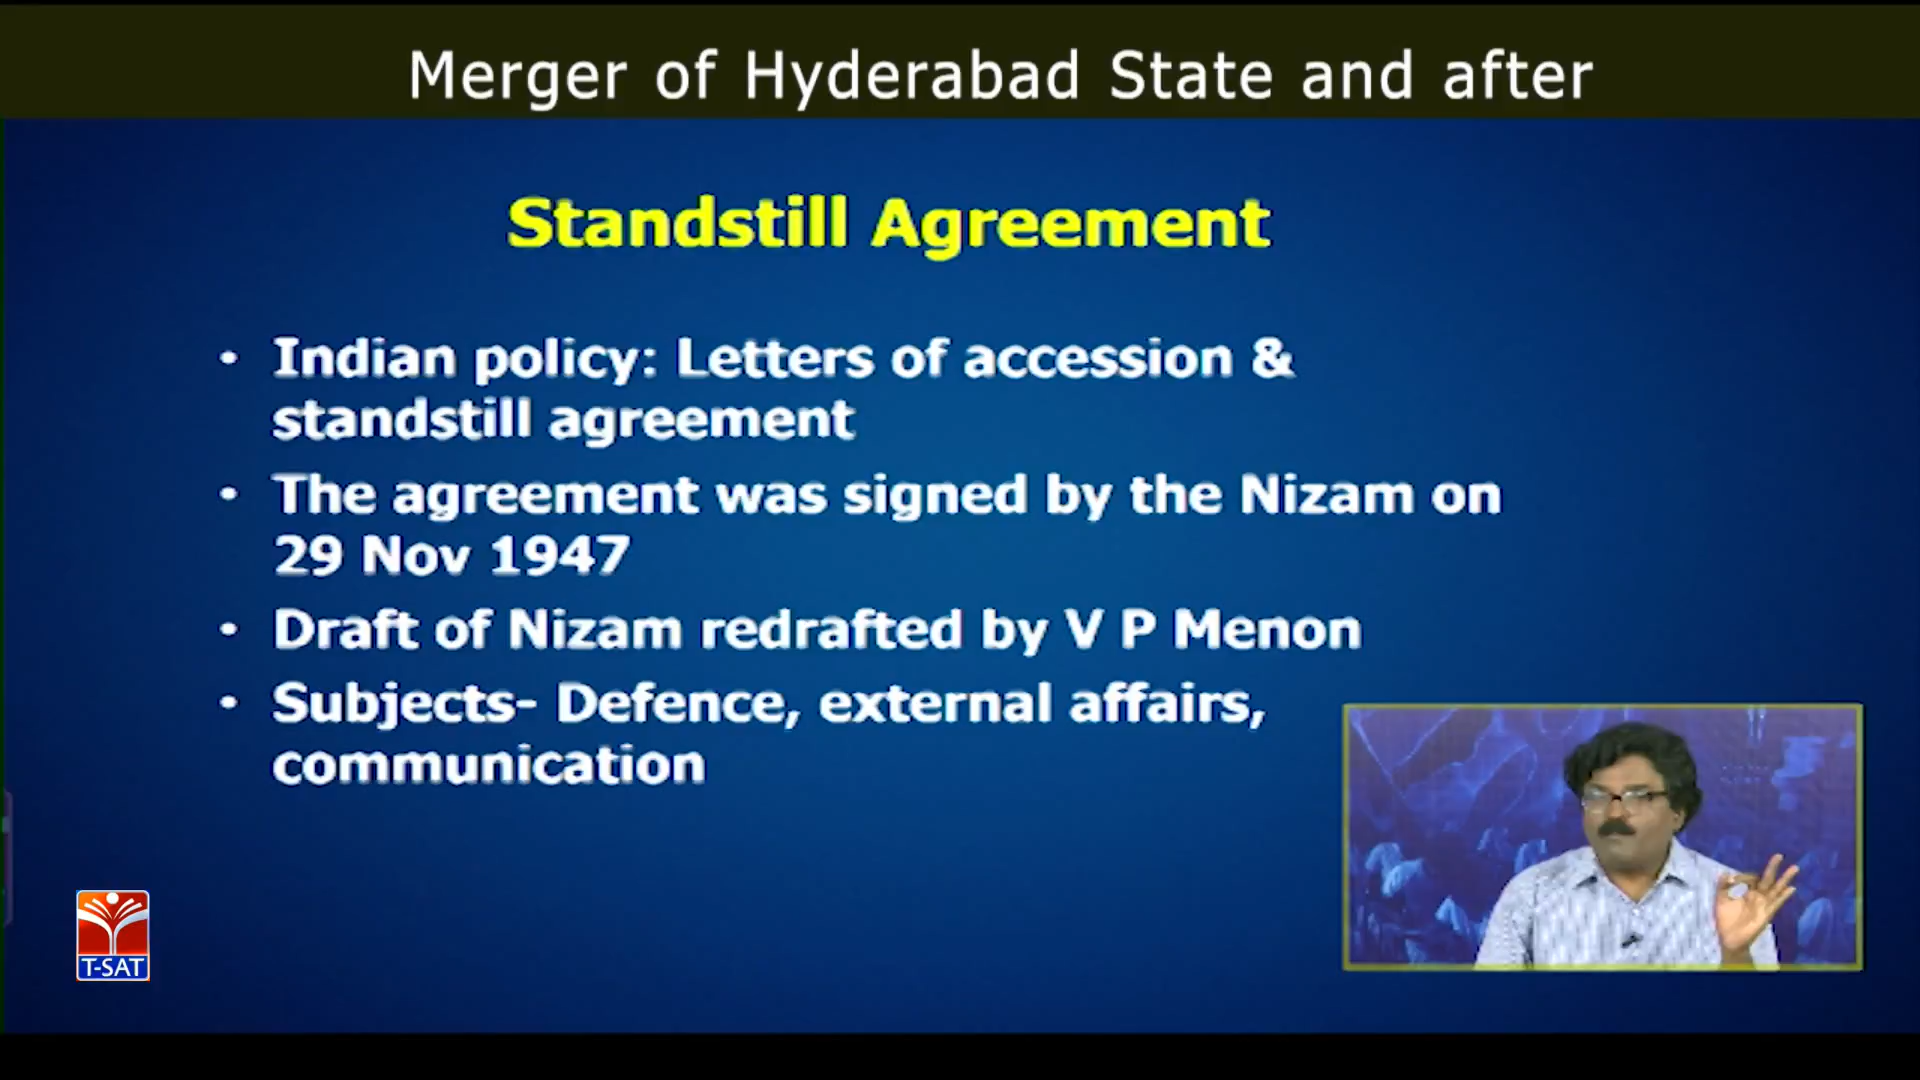 Merger of Hyderabad State and after
Standstill Agreement
• Indian policy: Letters of accession &
standstill agreement
• The agreement was signed by the Nizam on
29 Nov 1947
• Draft of Nizam redrafted by V P Menon
• Subjects- Defence, external affairs,
communication
T-SAT